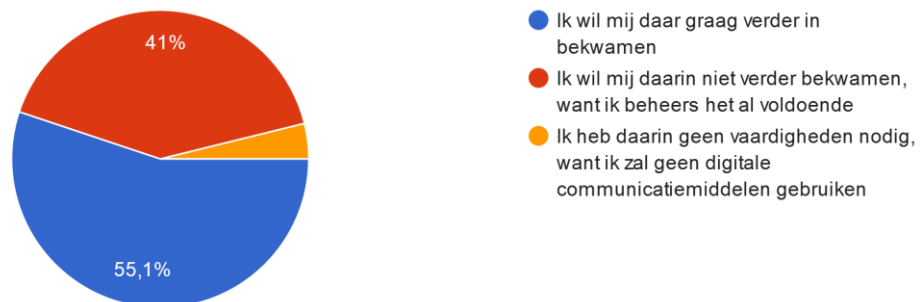 41%
55,1%
Ik wil mij daar graag verder in
bekwamen
Ik wil mij daarin niet verder bekwamen,
want ik beheers het al voldoende
Ik heb daarin geen vaardigheden nodig,
want ik zal geen digitale
communicatiemiddelen gebruiken